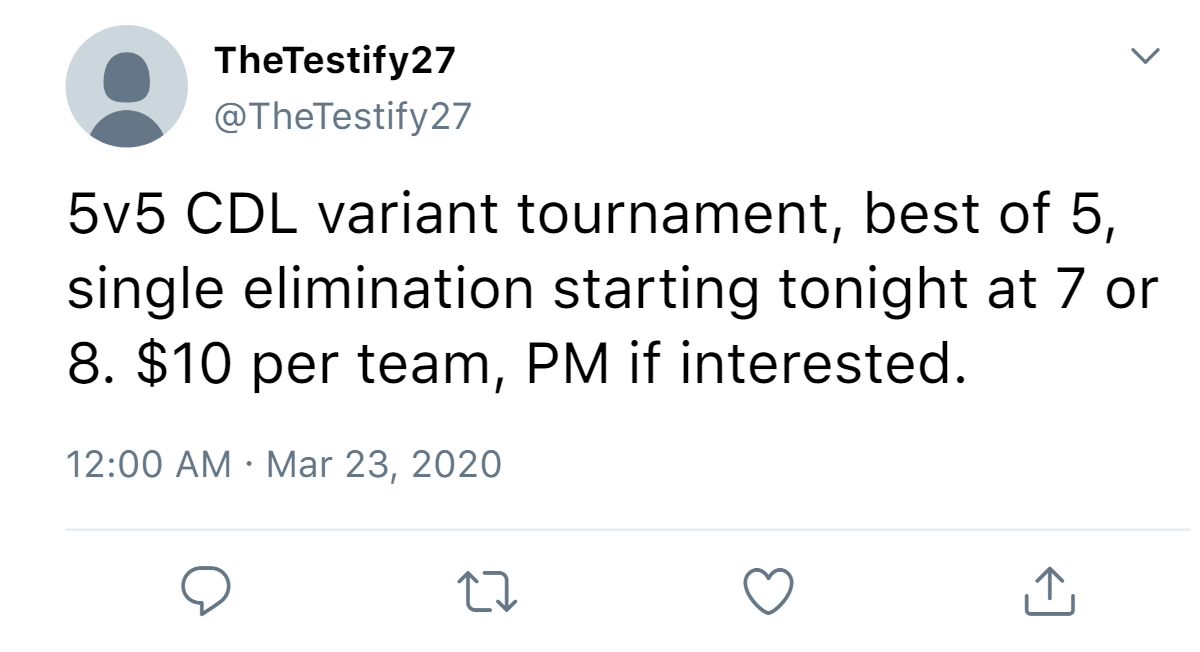 TheTestify27
@TheTestify27
5v5 CDL variant tournament, best of 5,
single elimination starting tonight at 7 or
8. $10 per team, PM if interested.
12:00 AM · Mar 23, 2020